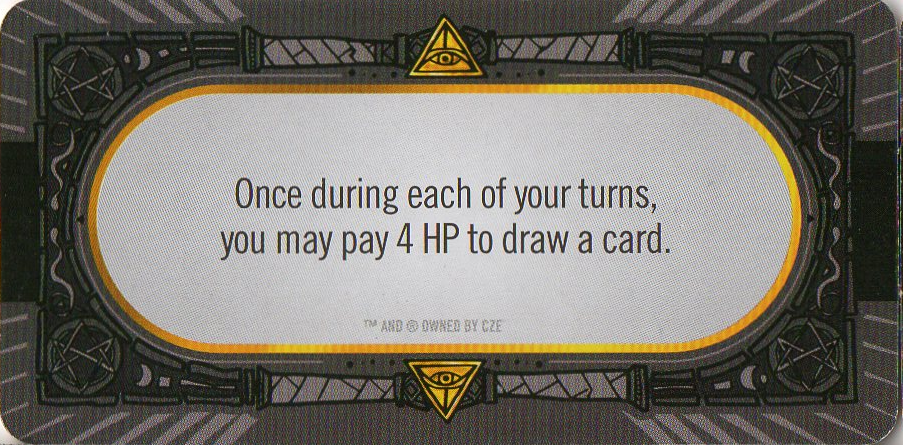 Once during each of your turns,
you may pay 4 HP to draw a card.
™ AND ® OWNED BY CZE